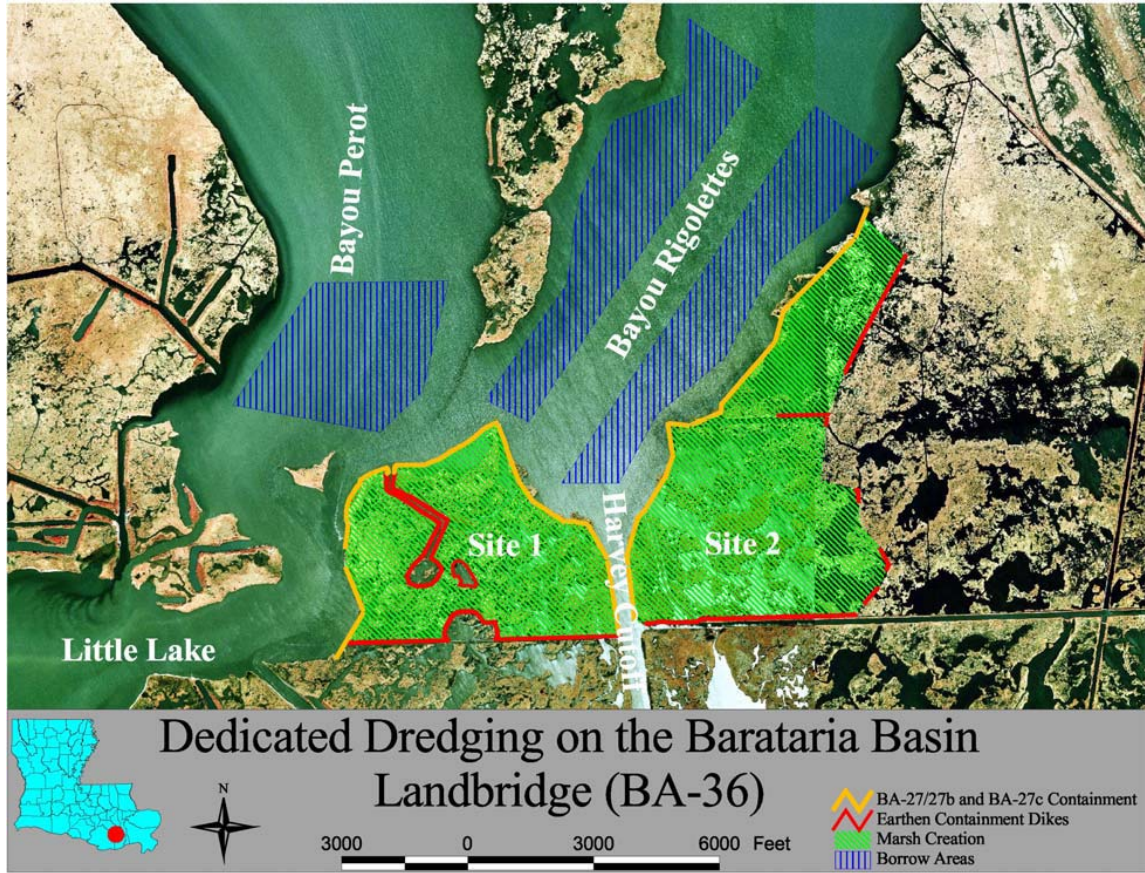 Bayou Perot
Bayou Rigolettes
Harvey Cutoff
Site 1
Site 2
Little Lake
Dedicated Dredging on the Barataria Basin
Landbridge (BA-36)
N
3000 0 3000 6000 Feet
BA-27/27b and BA-27c Containment
Earthen Containment Dikes
Marsh Creation
Borrow Areas